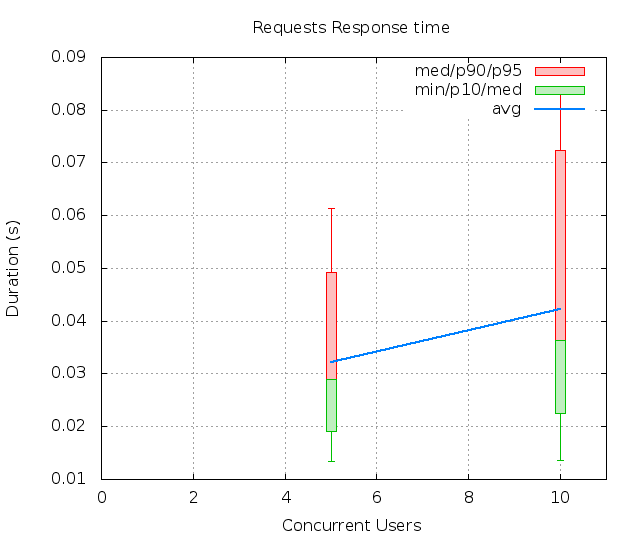 Requests Response time
0.09
0.08
0.07
0.06
0.05
0.04
0.03
0.02
0.01
Duration (s)
med/p90/p95
min/p10/med
avg
0 2 4 6 8 10
Concurrent Users